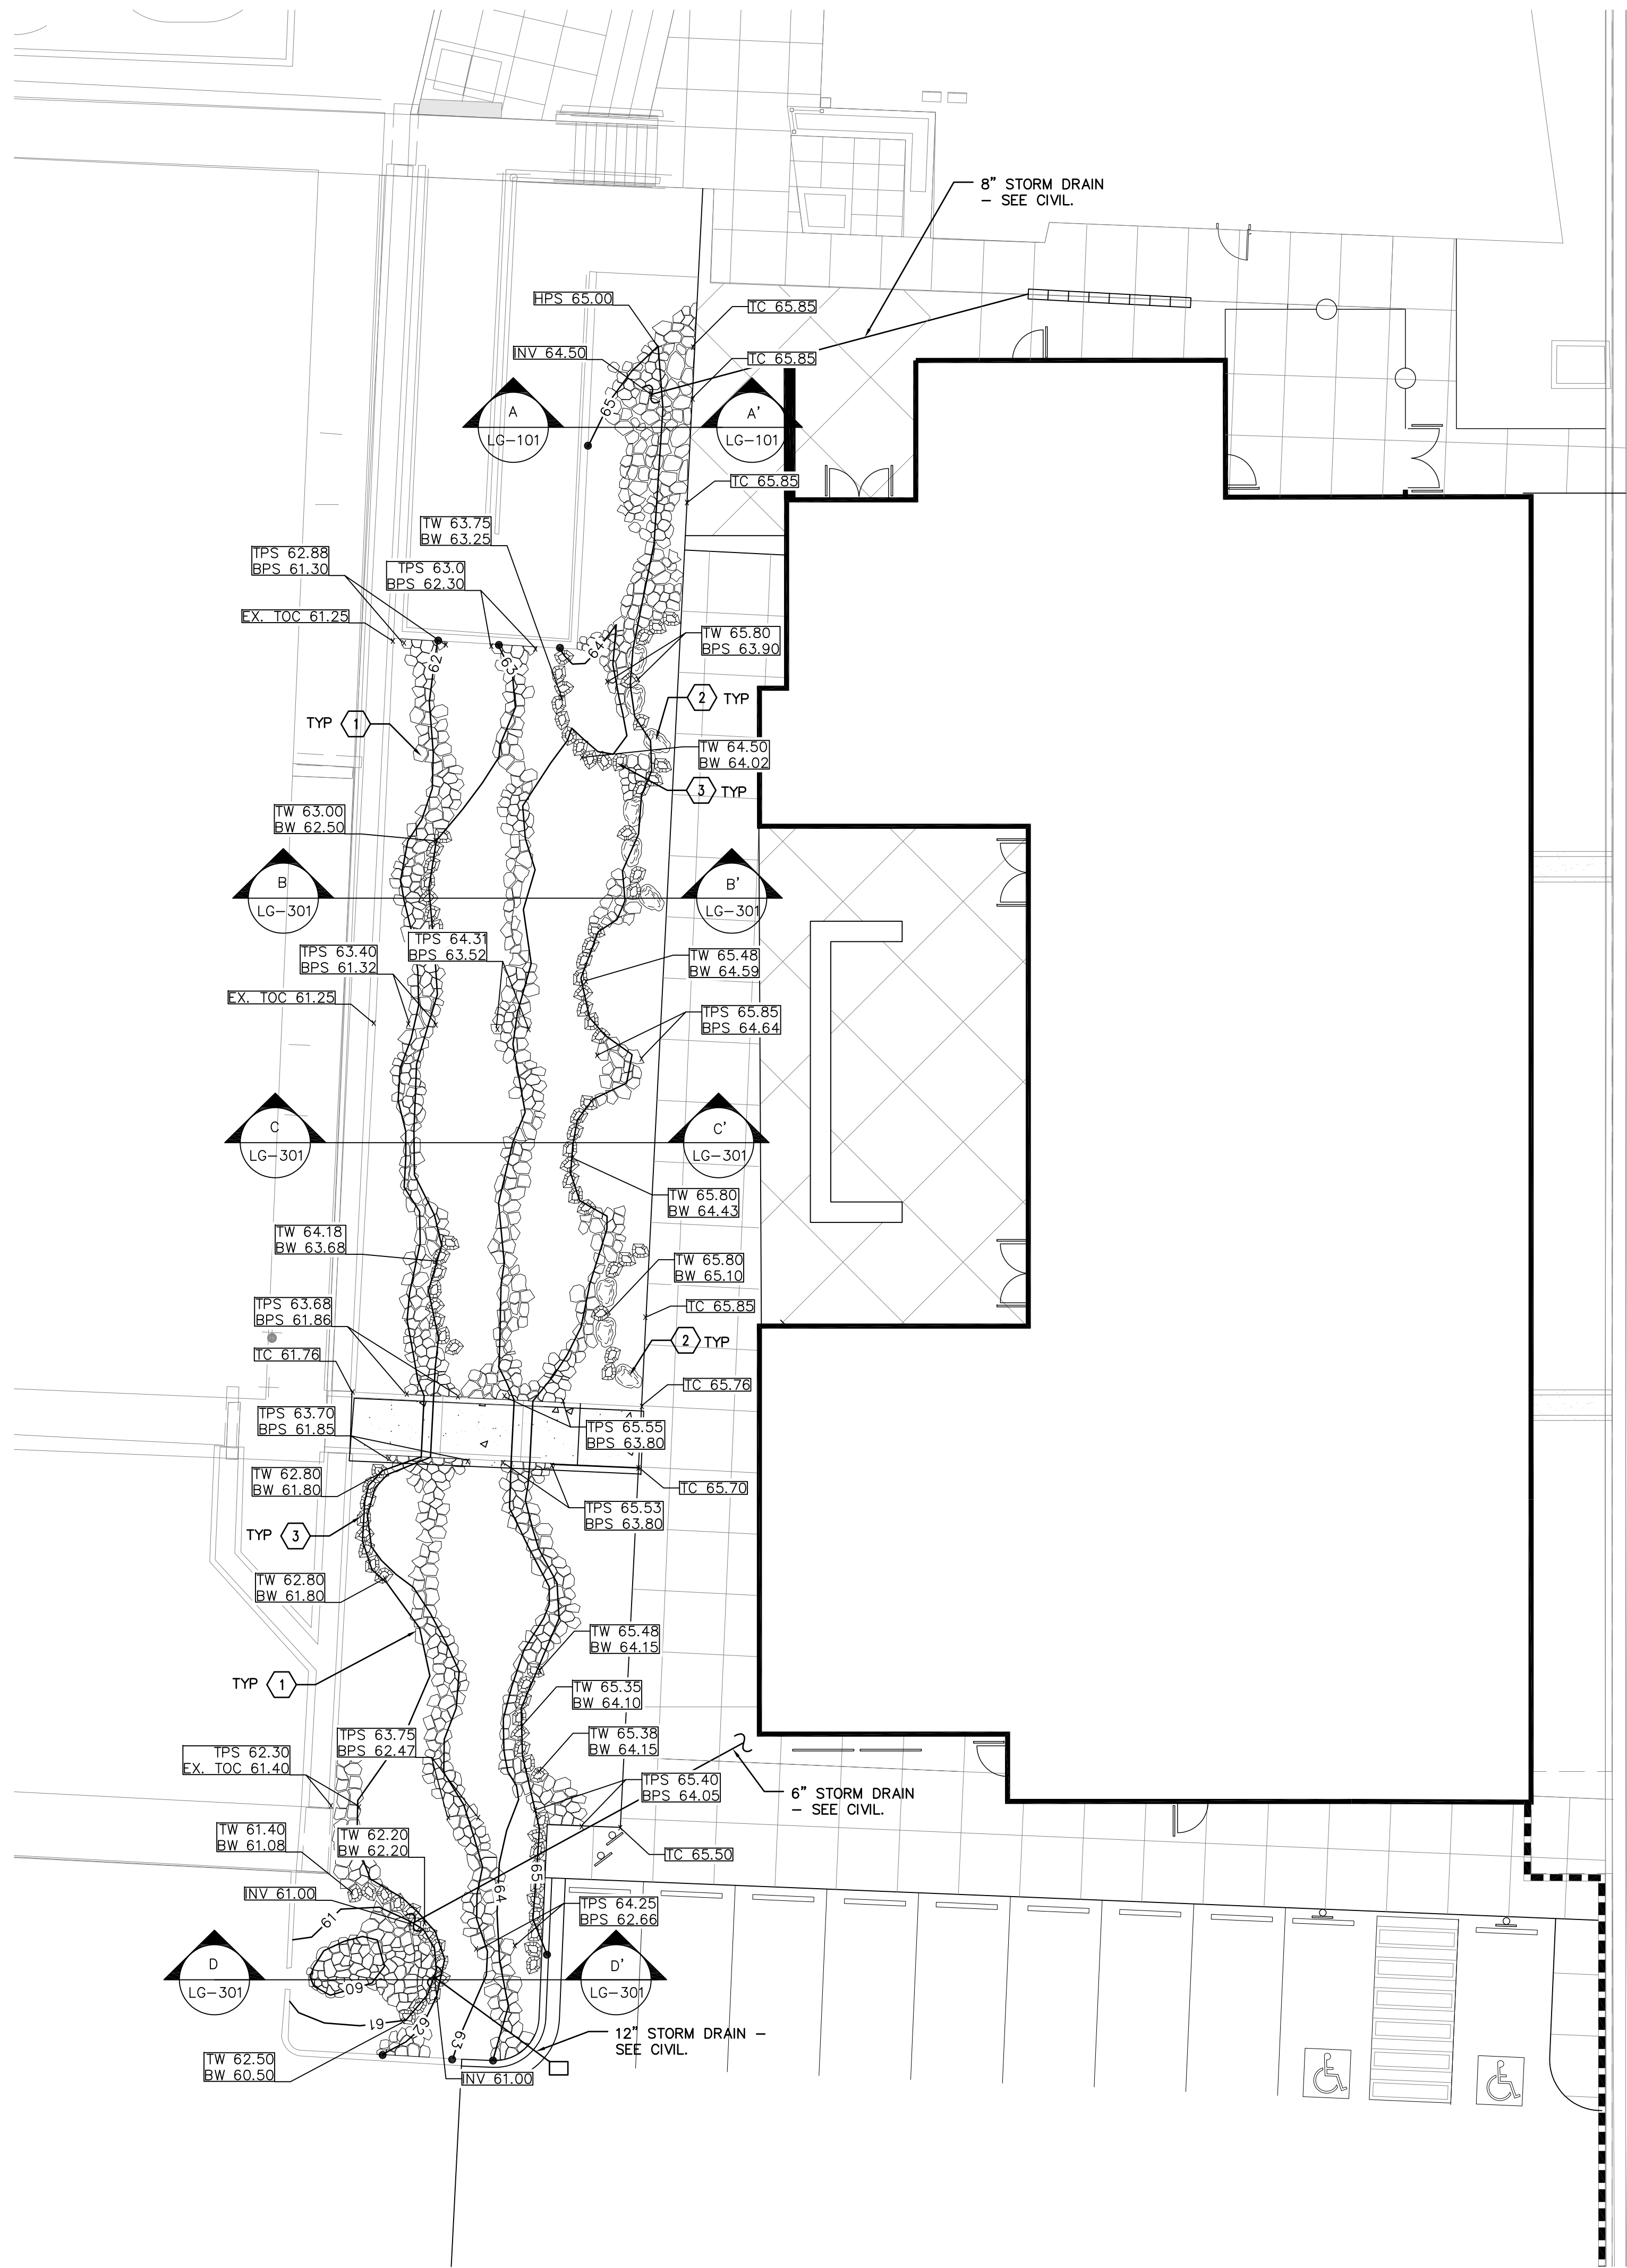 8" STORM DRAIN
– SEE CIVIL.
HPS 65.00
TC 65.85
INV 64.50
TC 65.85
65
A
LG–101
A'
LG–101
TC 65.85
TW 63.75
BW 63.25
TPS 62.88
BPS 61.30
TPS 63.0
BPS 62.30
EX. TOC 61.25
TW 65.80
BPS 63.90
62
63
64
2 TYP
TYP 1
TW 64.50
BW 64.02
3 TYP
TW 63.00
BW 62.50
B
LG–301
B'
LG–301
TPS 63.40
BPS 61.32
TPS 64.31
BPS 63.52
TW 65.48
BW 64.59
EX. TOC 61.25
TPS 65.85
BPS 64.64
C
LG–301
C'
LG–301
TW 65.80
BW 64.43
TW 64.18
BW 63.68
TW 65.80
BW 65.10
TPS 63.68
BPS 61.86
TC 65.85
2 TYP
TC 61.76
TC 65.76
TPS 63.70
BPS 61.85
TPS 65.55
BPS 63.80
TW 62.80
BW 61.80
TC 65.70
TPS 65.53
BPS 63.80
TYP 3
TW 62.80
BW 61.80
TW 65.48
BW 64.15
TYP 1
TW 65.35
BW 64.10
TPS 63.75
BPS 62.47
TW 65.38
BW 64.15
TPS 62.30
EX. TOC 61.40
TPS 65.40
BPS 64.05
6" STORM DRAIN
– SEE CIVIL.
TW 61.40
BW 61.08
TW 62.20
BW 62.20
TC 65.50
65
64
INV 61.00
61
TPS 64.25
BPS 62.66
D
LG–301
D'
LG–301
60
61
62
63
12" STORM DRAIN –
SEE CIVIL.
TW 62.50
BW 60.50
INV 61.00